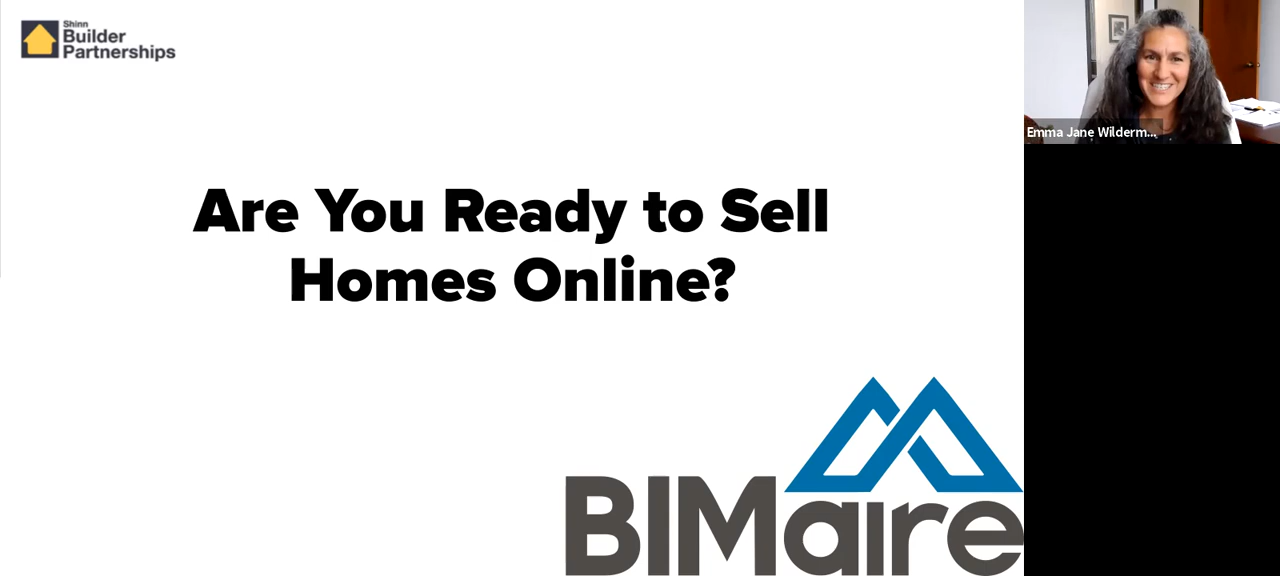 Shinn
Builder
Partnerships
Emma Jane Wilderm...
Are You Ready to Sell
Homes Online?
BIMaire